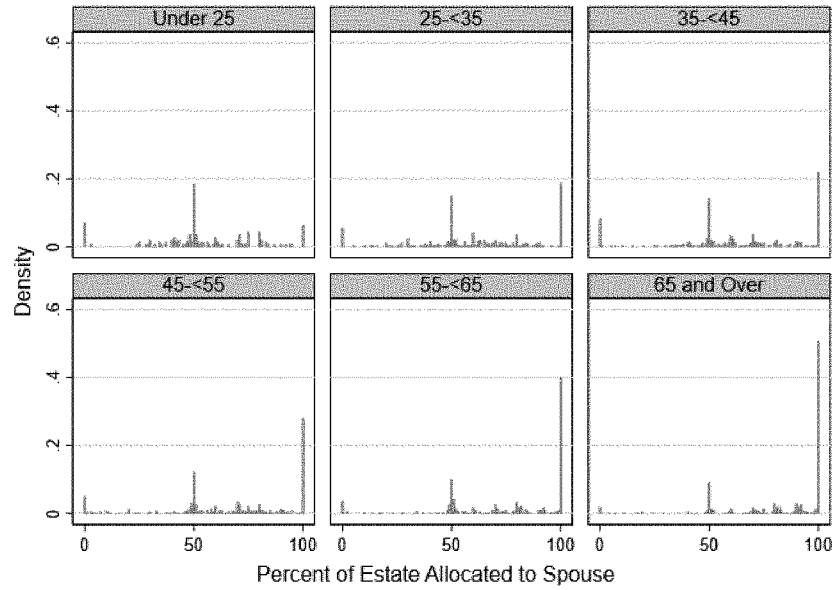 Under 25
25-<35
35-<45
.6
.4
.2
0
45-<55
55-<65
65 and Over
.6
.4
.2
0
0 50 100
0 50 100
0 50 100
Density
Percent of Estate Allocated to Spouse